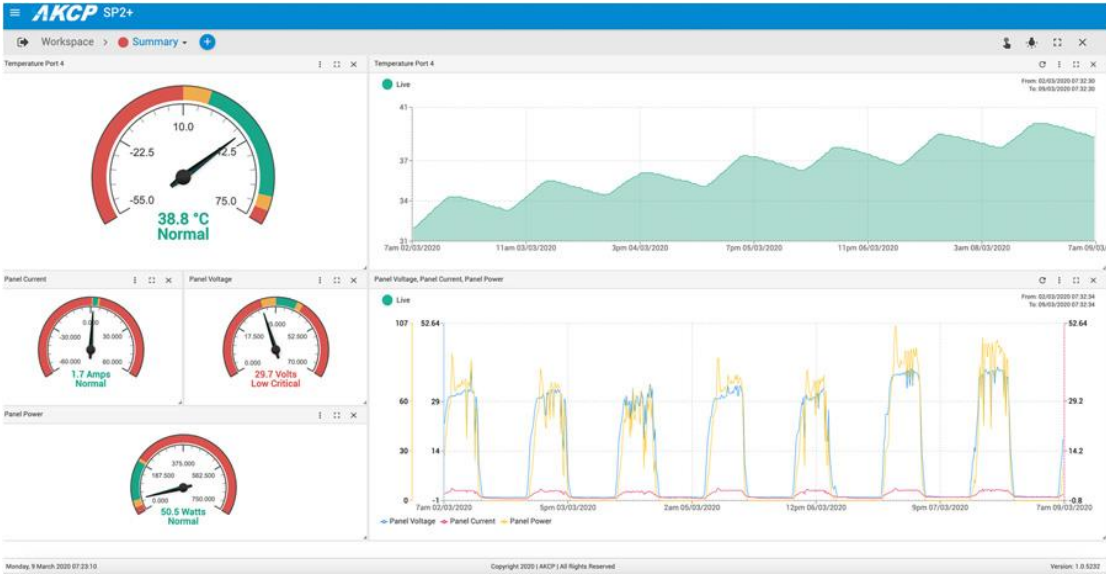 AKCP SP2+
Workspace > Summary
Temperature Port 4
10.0
-22.5
42.5
-55.0
75.0
38.8 °C
Normal
Temperature Port 4
Live
From: 02/03/2020 07:32:30
To: 09/03/2020 07:32:30
41
37
34
31
7am 02/03/2020 11am 03/03/2020 3pm 04/03/2020 7pm 05/03/2020 11pm 06/03/2020 3am 08/03/2020 7am 09/03/
Panel Current
0.000
-30.000 30.000
-60.000 60.000
1.7 Amps
Normal
Panel Voltage
17.500 52.500
0.000 70.000
29.7 Volts
Low Critical
Panel Power
375.000
187.500 562.500
0.000 750.000
50.5 Watts
Normal
Panel Voltage, Panel Current, Panel Power
Live
From: 02/03/2020 07:32:34
To: 09/03/2020 07:32:34
107 52.64 52.64
60 29 29.2
30 14 14.2
0 -1 -0.8
7am 02/03/2020 5pm 03/03/2020 2am 05/03/2020 12pm 06/03/2020 9pm 07/03/2020 7am 09/03/2020
Panel Voltage Panel Current Panel Power
Monday, 9 March 2020 07:23:10
Copyright 2020 | AKCP | All Rights Reserved
Version: 1.0.5232